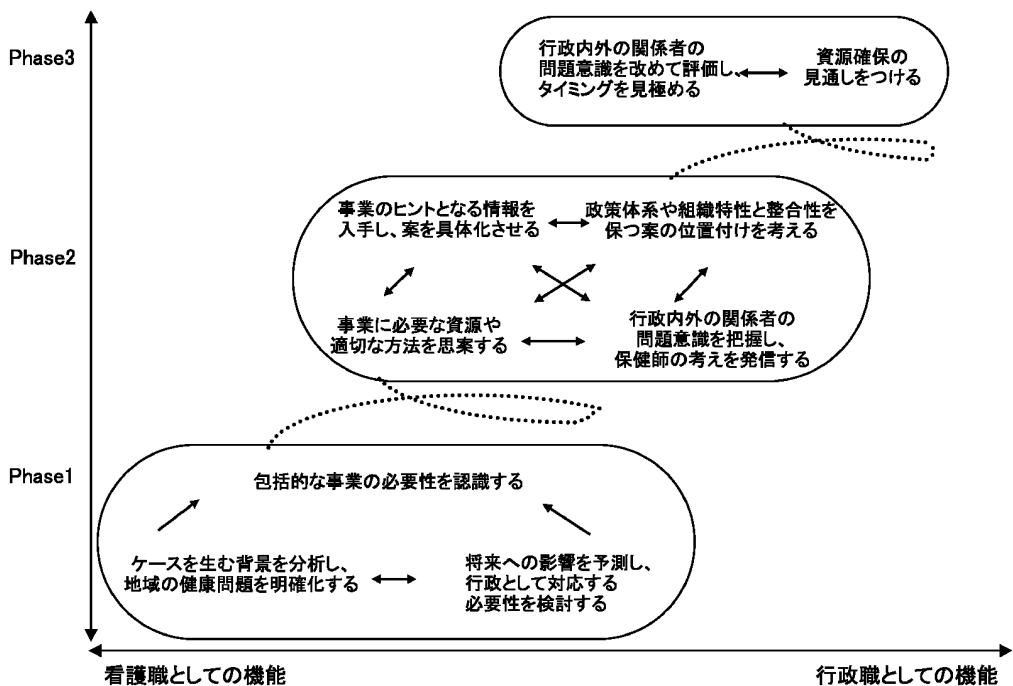 Phase3
行政内外の関係者の
問題意識を改めて評価し、
タイミングを見極める
資源確保の
見通しをつける
Phase2
事業のヒントとなる情報を
入手し、案を具体化させる
政策体系や組織特性と整合性を
保つ案の位置付けを考える
事業に必要な資源や
適切な方法を思案する
行政内外の関係者の
問題意識を把握し、
保健師の考えを発信する
Phase1
包括的な事業の必要性を認識する
ケースを生む背景を分析し、
地域の健康問題を明確化する
将来への影響を予測し、
行政として対応する
必要性を検討する
看護職としての機能
行政職としての機能